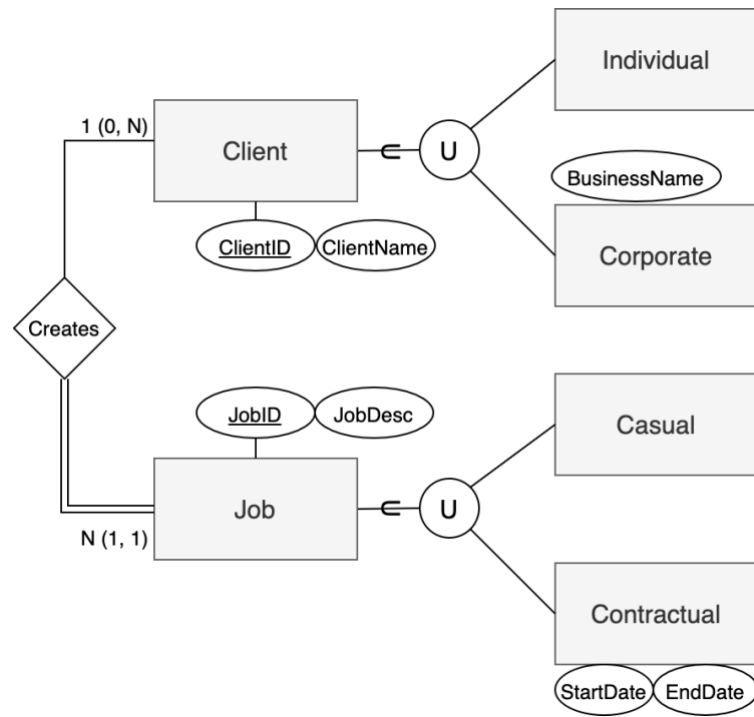 Individual
1 (0, N)
Client
U
BusinessName
ClientID
ClientName
Corporate
Creates
JobID
JobDesc
Casual
Job
U
N (1, 1)
Contractual
StartDate
EndDate